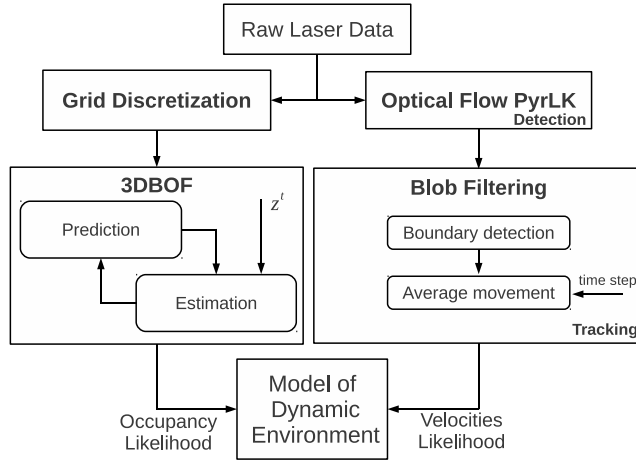 Raw Laser Data
Grid Discretization
Optical Flow PyrLK
Detection
3DBOF
z^t
Prediction
Estimation
Blob Filtering
Boundary detection
Average movement
time step
Tracking
Model of
Dynamic
Environment
Occupancy
Likelihood
Velocities
Likelihood